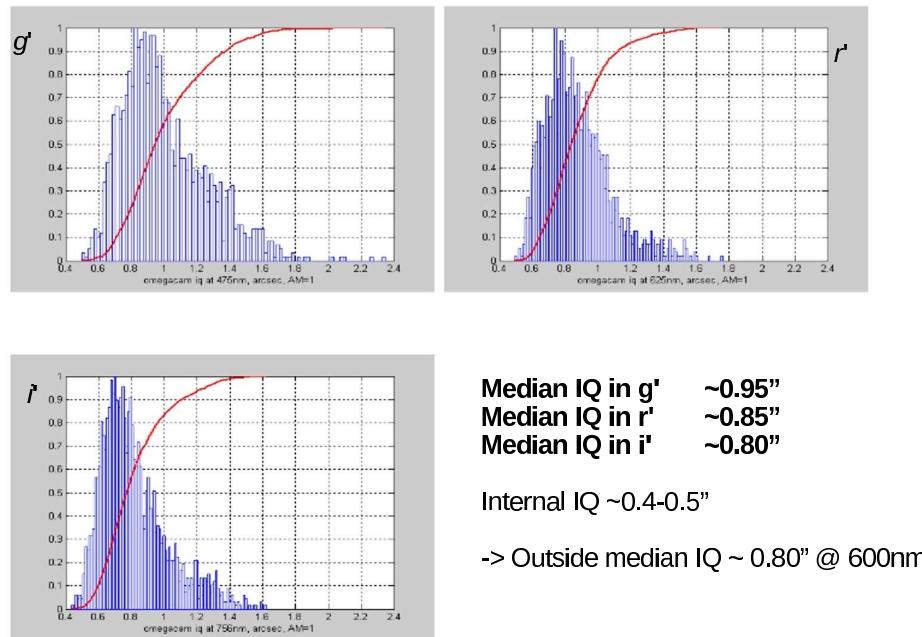 g'
1
0.9
0.8
0.7
0.6
0.5
0.4
0.3
0.2
0.1
0
0.4 0.6 0.8 1 1.2 1.4 1.6 1.8 2 2.2 2.4
omegacam iq at 475nm, arcsec, AM=1
r'
1
0.9
0.8
0.7
0.6
0.5
0.4
0.3
0.2
0.1
0
0.4 0.6 0.8 1 1.2 1.4 1.6 1.8 2 2.2 2.4
omegacam iq at 625nm, arcsec, AM=1
i'
1
0.9
0.8
0.7
0.6
0.5
0.4
0.3
0.2
0.1
0
0.4 0.6 0.8 1 1.2 1.4 1.6 1.8 2 2.2 2.4
omegacam iq at 756nm, arcsec, AM=1
Median IQ in g' ~0.95”
Median IQ in r' ~0.85”
Median IQ in i' ~0.80”
Internal IQ ~0.4-0.5”
-> Outside median IQ ~ 0.80” @ 600nm